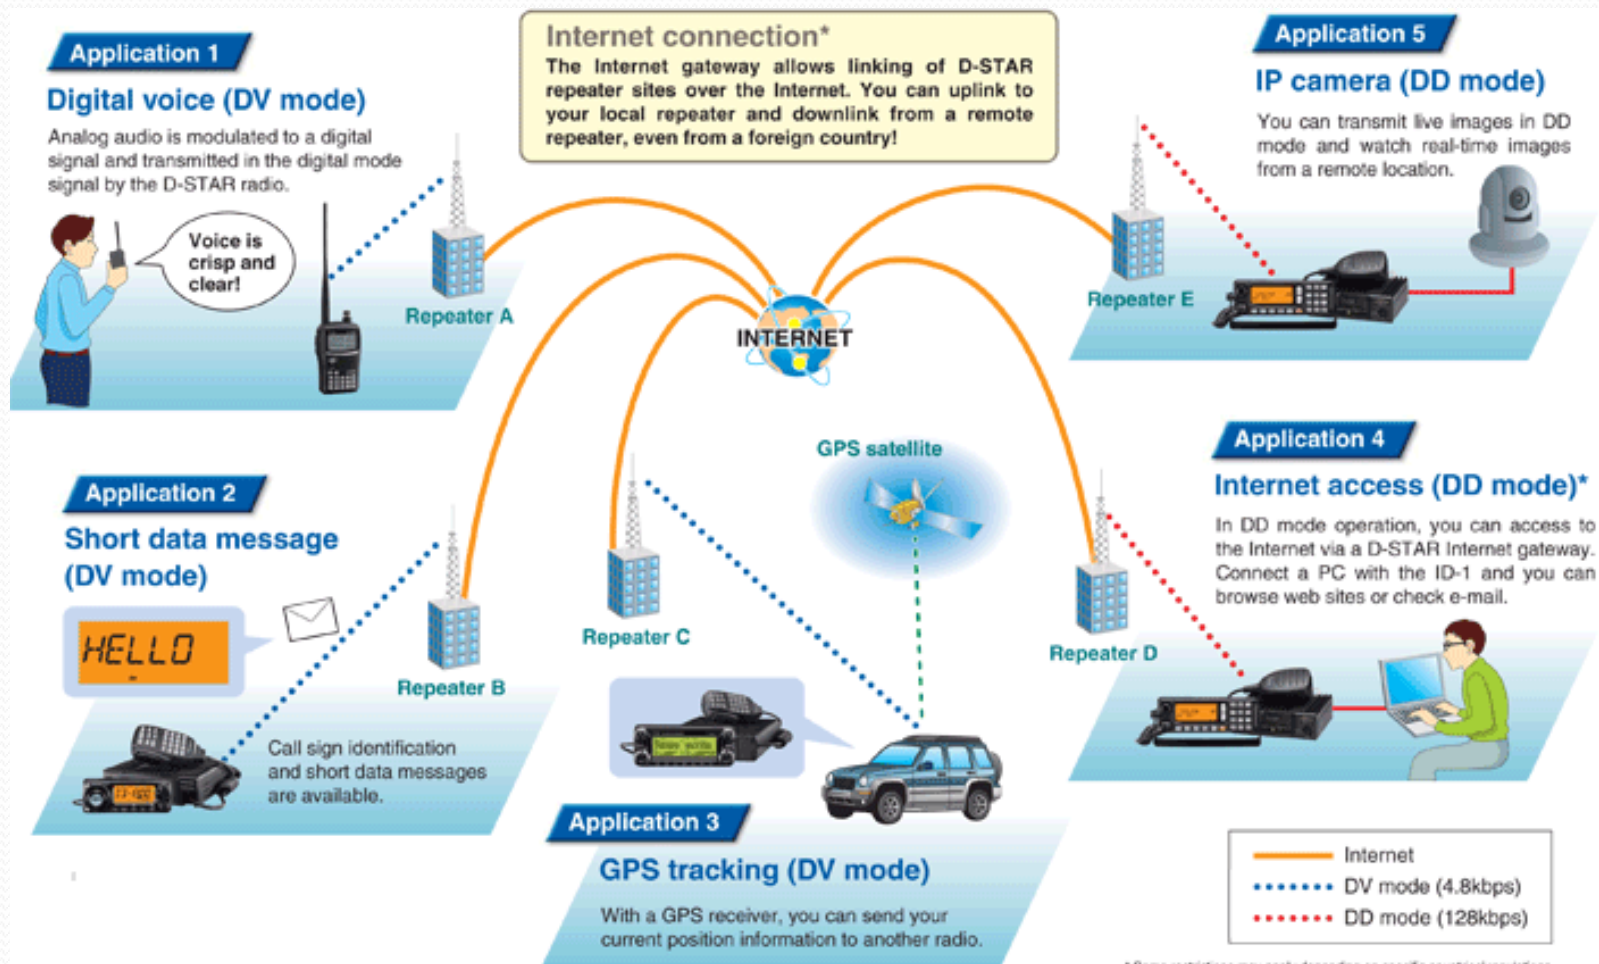 Application 1
Digital voice (DV mode)
Analog audio is modulated to a digital
signal and transmitted in the digital mode
signal by the D-STAR radio.
Voice is
crisp and
clear!
Repeater A
Internet connection*
The Internet gateway allows linking of D-STAR
repeater sites over the Internet. You can uplink to
your local repeater and downlink from a remote
repeater, even from a foreign country!
Application 5
IP camera (DD mode)
You can transmit live images in DD
mode and watch real-time images
from a remote location.
Repeater E
INTERNET
Application 2
Short data message
(DV mode)
HELLO
Repeater B
Call sign identification
and short data messages
are available.
Repeater C
GPS satellite
Application 3
GPS tracking (DV mode)
With a GPS receiver, you can send your
current position information to another radio.
Application 4
Internet access (DD mode)*
In DD mode operation, you can access to
the Internet via a D-STAR Internet gateway.
Connect a PC with the ID-1 and you can
browse web sites or check e-mail.
Repeater D
Internet
DV mode (4.8kbps)
DD mode (128kbps)